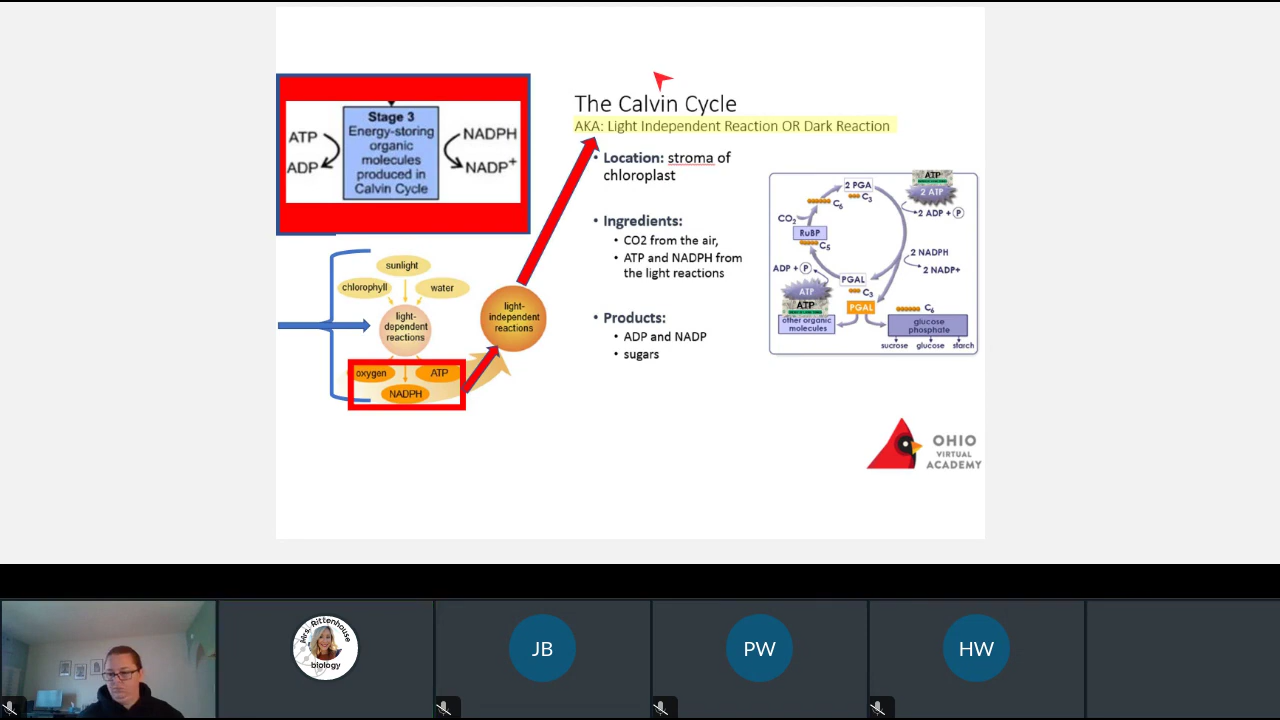 The Calvin Cycle
AKA: Light Independent Reaction OR Dark Reaction
Stage 3
Energy-storing
organic
molecules
produced in
Calvin Cycle
ATP
ADP
NADPH
NADP+
• Location: stroma of
chloroplast
• Ingredients:
• CO2 from the air,
• ATP and NADPH from
the light reactions
• Products:
• ADP and NADP
• sugars
sunlight
chlorophyll
water
light-
dependent
reactions
oxygen
ATP
NADPH
light-
independent
reactions
2 PGA
C3
C6
CO2
RuBP
C5
ATP
2 ATP
2 ADP + P
2 NADPH
2 NADP+
ADP + P
ATP
ATP
PGAL
C3
PGAL
C6
other organic
molecules
glucose
phosphate
sucrose glucose starch
OHIO
VIRTUAL
ACADEMY
Mrs. Rittenhouse
biology
JB
PW
HW